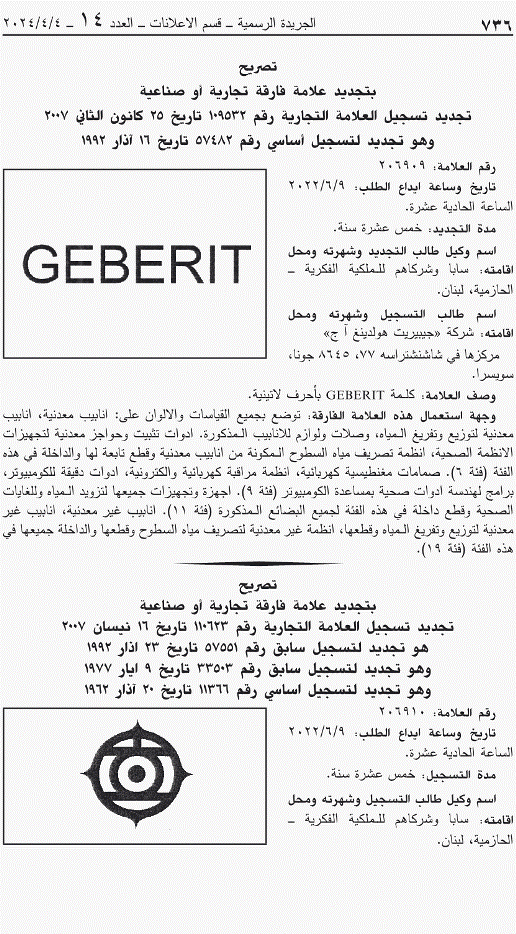 ٧٣٦
الجريدة الرسمية ـ قسم الاعلانات ـ العدد ١٤ ـ ٢٠٢٤/٤/٤
تصريح
بتجديد علامة فارقة تجارية أو صناعية
تجديد تسجيل العلامة التجارية رقم ١٠٩٥٣٢ تاريخ ٢٥ كانون الثاني ٢٠٠٧
وهو تجديد لتسجيل أساسي رقم ٥٧٤٨٢ تاريخ ١٦ آذار ١٩٩٢
رقم العلامة: ٢٠٦٩٠٩
تاريخ وساعة ايداع الطلب: ٢٠٢٢/٦/٩
الساعة الحادية عشرة.
مدة التجديد: خمس عشرة سنة.
اسم وكيل طالب التجديد وشهرته ومحل
اقامته: سابا وشركاهم للملكية الفكرية ـ
الحازمية، لبنان.
اسم طالب التسجيل وشهرته ومحل
اقامته: شركة «جيبيريت هولدينغ آ ج»
مركزها في شاشنشتراسه ٧٧، ٨٦٤٥ جونا،
سويسرا.
GEBERIT
وصف العلامة: كلمة GEBERIT بأحرف لاتينية.
وجهة استعمال هذه العلامة الفارقة: توضع بجميع القياسات والالوان على: انابيب معدنية، انابيب
معدنية لتوزيع وتفريغ المياه، وصلات ولوازم للانابيب المذكورة. ادوات تثبيت وحواجز معدنية لتجهيزات
الانظمة الصحية، انظمة تصريف مياه السطوح المكونة من انابيب معدنية وقطع تابعة لها والداخلة في هذه
الفئة (فئة ٦). صمامات مغنطيسية كهربائية، انظمة مراقبة كهربائية والكترونية، ادوات دقيقة للكومبيوتر،
برامج لهندسة ادوات صحية بمساعدة الكومبيوتر (فئة ٩). اجهزة وتجهيزات جميعها لتزويد المياه وللغايات
الصحية وقطع داخلة في هذه الفئة لجميع البضائع المذكورة (فئة ١١). انابيب غير معدنية، انابيب غير
معدنية لتوزيع وتفريغ المياه وقطعها، انظمة غير معدنية لتصريف مياه السطوح وقطعها والداخلة جميعها في
هذه الفئة (فئة ١٩).
تصريح
بتجديد علامة فارقة تجارية أو صناعية
تجديد تسجيل العلامة التجارية رقم ١١٠٦٢٣ تاريخ ١٦ نيسان ٢٠٠٧
هو تجديد لتسجيل سابق رقم ٥٧٥٥١ تاريخ ٢٣ اذار ١٩٩٢
وهو تجديد لتسجيل سابق رقم ٣٣٥٠٣ تاريخ ٩ ايار ١٩٧٧
وهو تجديد لتسجيل اساسي رقم ١١٣٦٦ تاريخ ٢٠ آذار ١٩٦٢
رقم العلامة: ٢٠٦٩١٠
تاريخ وساعة ايداع الطلب: ٢٠٢٢/٦/٩
الساعة الحادية عشرة.
مدة التسجيل: خمس عشرة سنة.
اسم وكيل طالب التسجيل وشهرته ومحل
اقامته: سابا وشركاهم للملكية الفكرية ـ
الحازمية، لبنان.